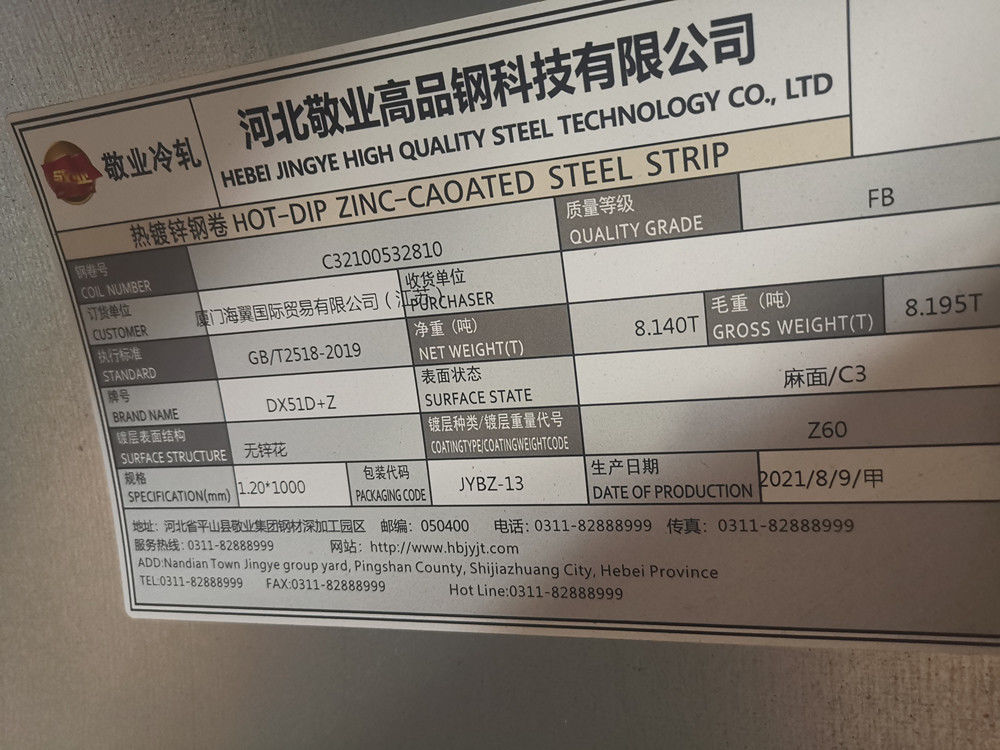 河北敬业高品钢科技有限公司
敬业冷轧
HEBEI JINGYE HIGH QUALITY STEEL TECHNOLOGY CO., LTD
热镀锌钢卷 HOT-DIP ZINC-CAOATED STEEL STRIP
钢卷号 COIL NUMBER C32100532810 质量等级 QUALITY GRADE FB
订货单位 CUSTOMER 厦门海翼国际贸易有限公司（江苏） 收货单位 PURCHASER
执行标准 STANDARD GB/T2518-2019 净重（吨） NET WEIGHT(T) 8.140T 毛重（吨） GROSS WEIGHT(T) 8.195T
牌号 BRAND NAME DX51D+Z 表面状态 SURFACE STATE 麻面/C3
镀层表面结构 SURFACE STRUCTURE 无锌花 镀层种类/镀层重量代号 COATINGTYPE/COATINGWEIGHTCODE Z60
规格 SPECIFICATION(mm) 1.20*1000 包装代码 PACKAGING CODE JYBZ-13 生产日期 DATE OF PRODUCTION 2021/8/9/甲
地址：河北省平山县敬业集团钢材深加工园区 邮编：050400 电话：0311-82888999 传真：0311-82888999
服务热线：0311-82888999 网站：http://www.hbjyjt.com
ADD:Nandian Town Jingye group yard, Pingshan County, Shijiazhuang City, Hebei Province
TEL:0311-82888999 FAX:0311-82888999 Hot Line:0311-82888999